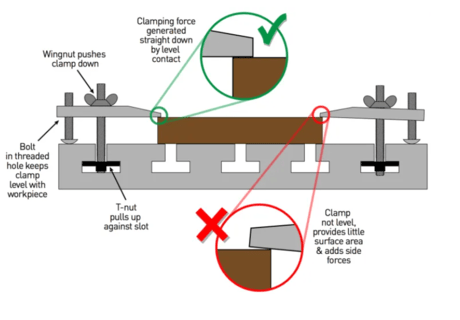 Clamping force
generated
straight down
by level
contact
Wingnut pushes
clamp down
Bolt
in threaded
hole keeps
clamp
level with
workpiece
T-nut
pulls up
against slot
Clamp
not level,
provides little
surface area
& adds side
forces